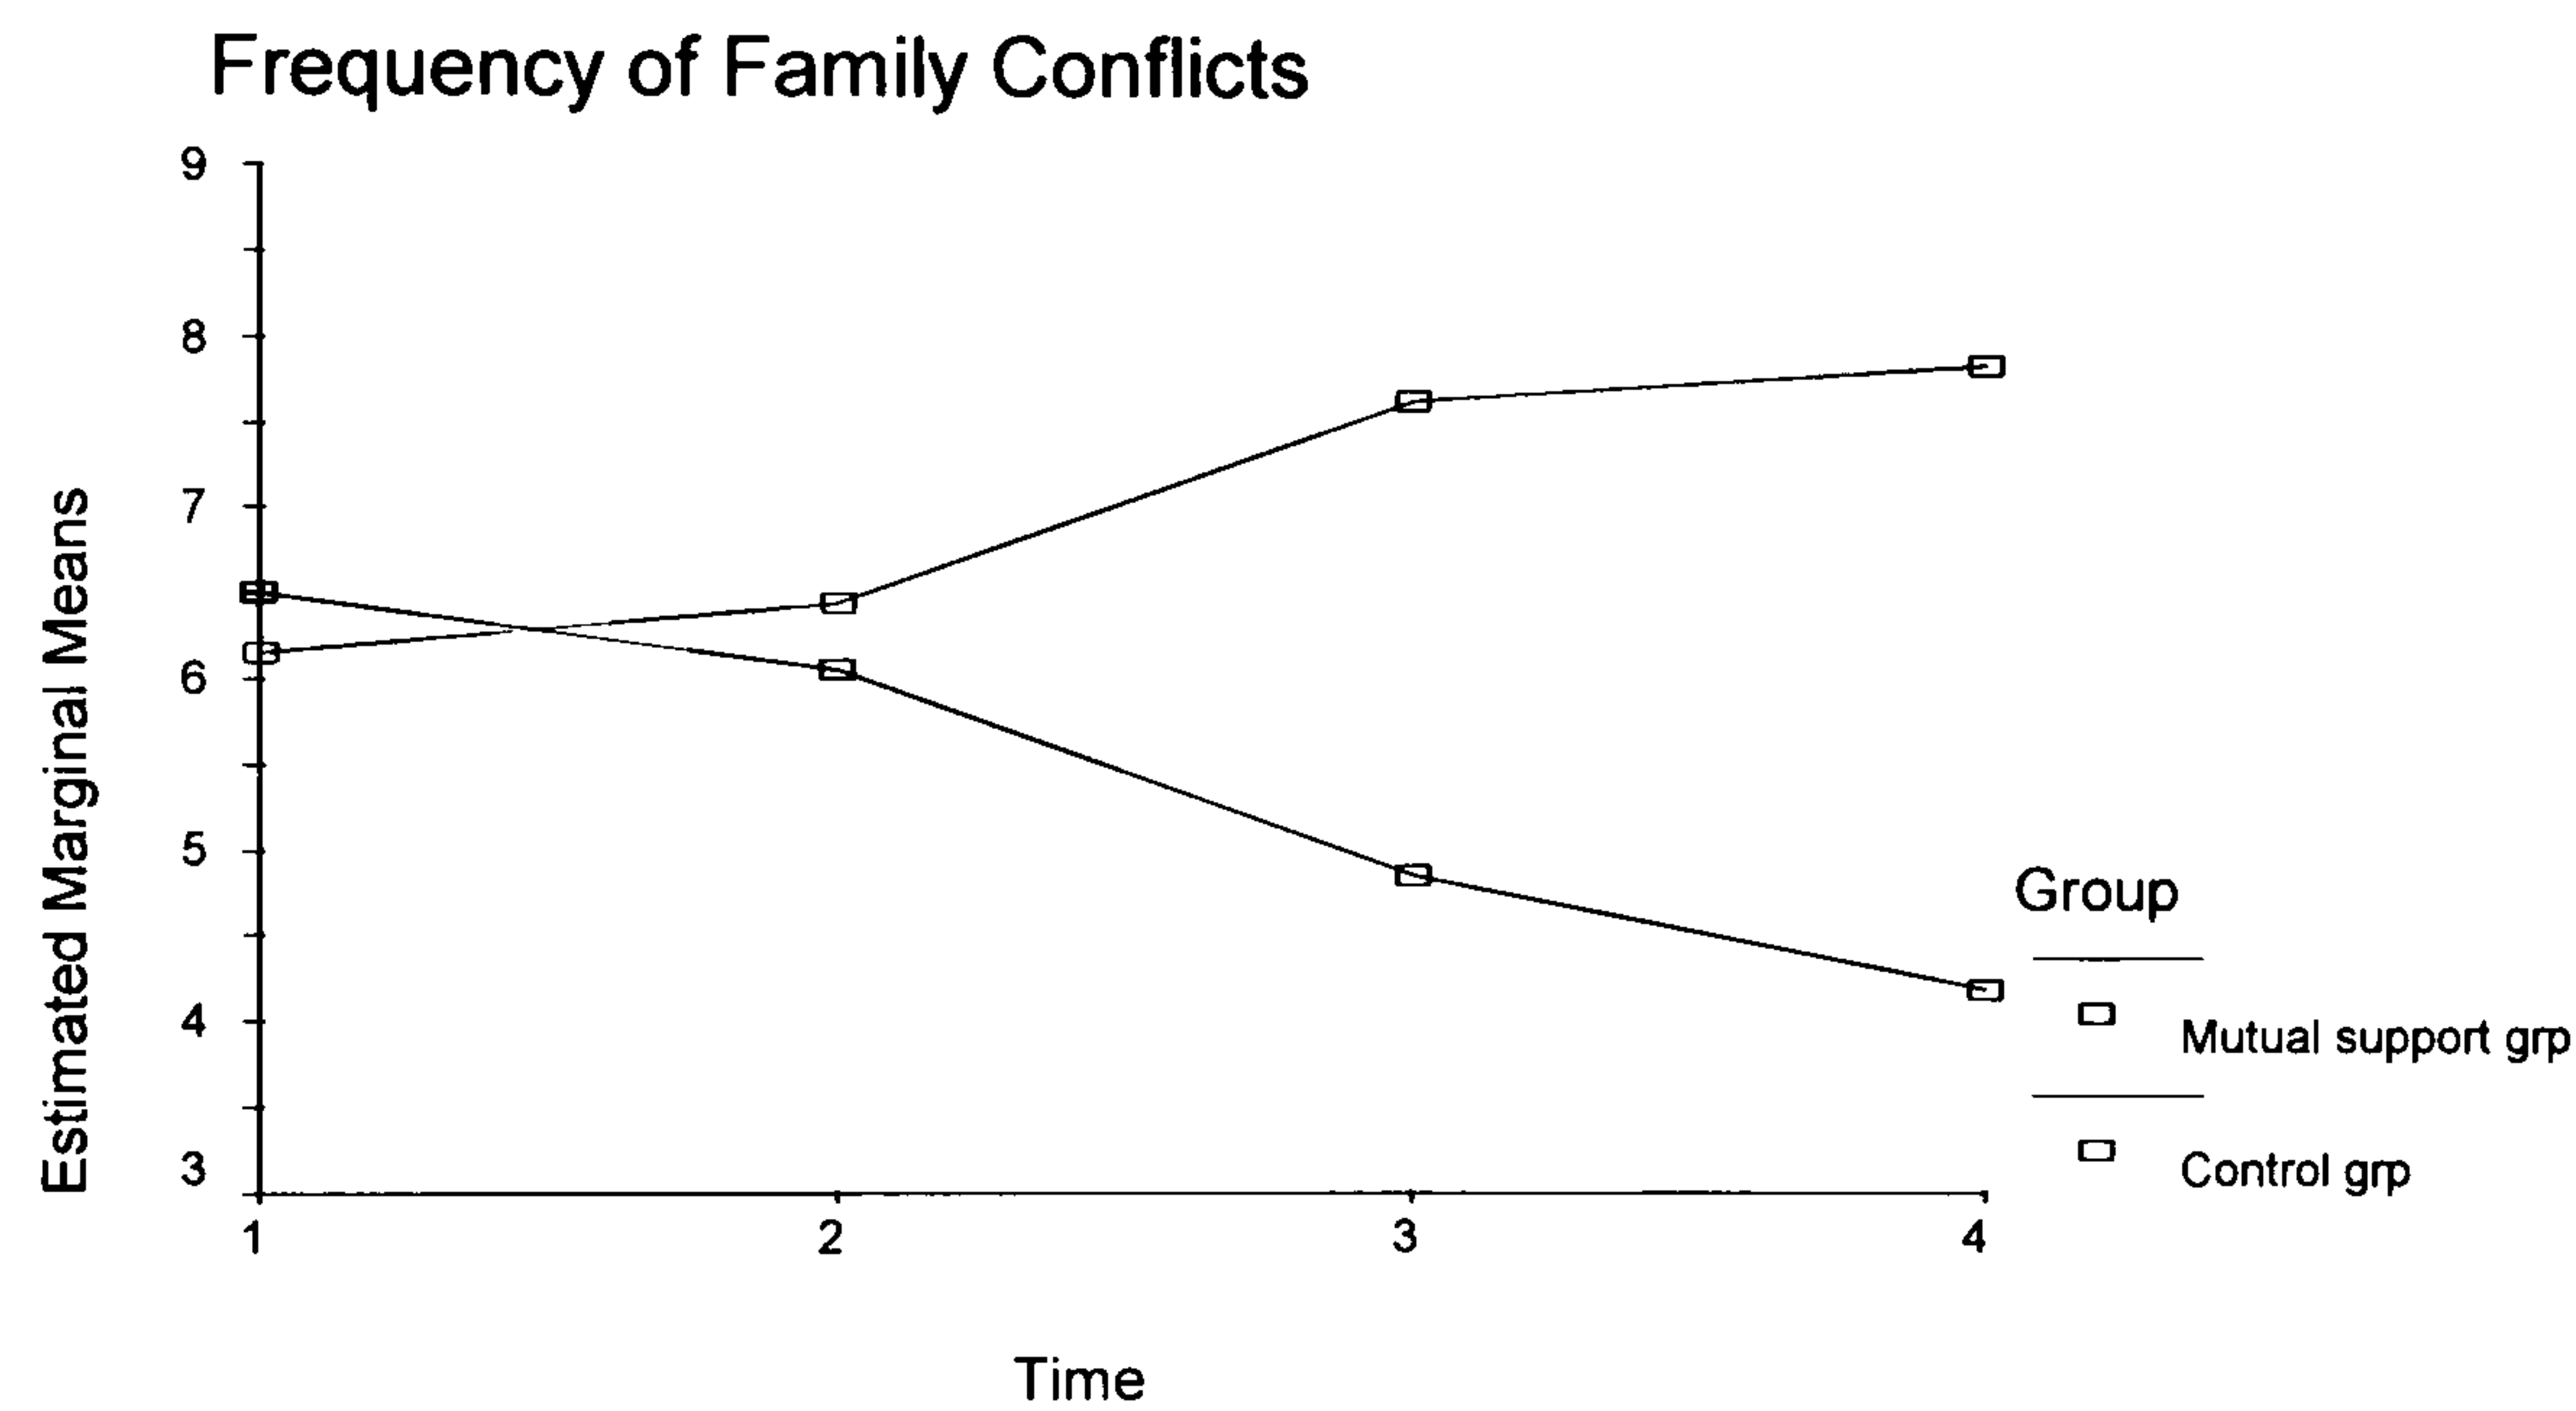 Frequency of Family Conflicts
9
8
7
6
5
4
3
Estimated Marginal Means
1 2 3 4
Time
Group
Mutual support grp
Control grp